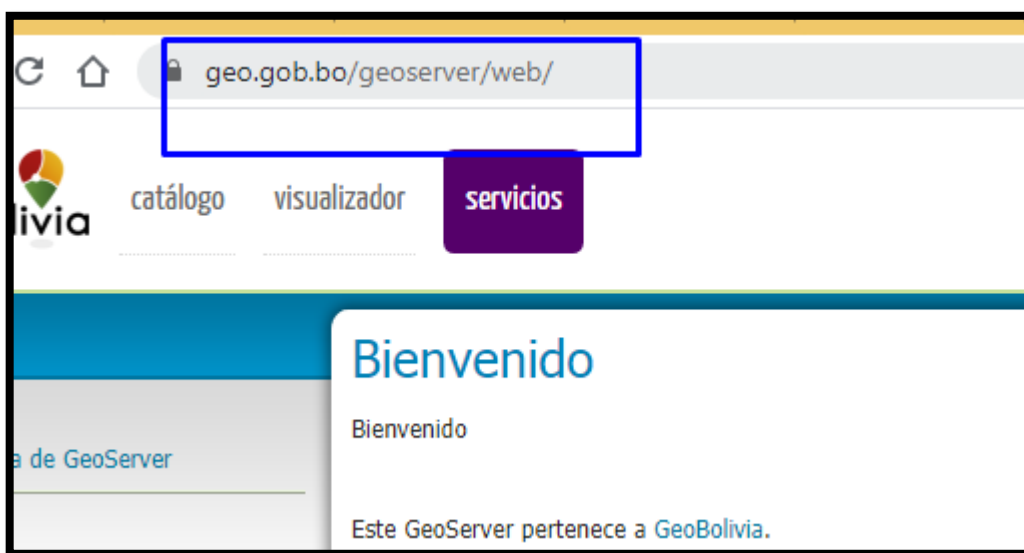 geo.gob.bo/geoserver/web/
livia
catálogo visualizador servicios
Bienvenido
Bienvenido
a de GeoServer
Este GeoServer pertenece a GeoBolivia.